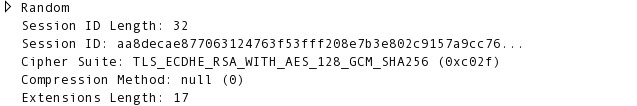 Random
Session ID Length: 32
Session ID: aa8decae877063124763f53fff208e7b3e802c9157a9cc76...
Cipher Suite: TLS_ECDHE_RSA_WITH_AES_128_GCM_SHA256 (0xc02f)
Compression Method: null (0)
Extensions Length: 17